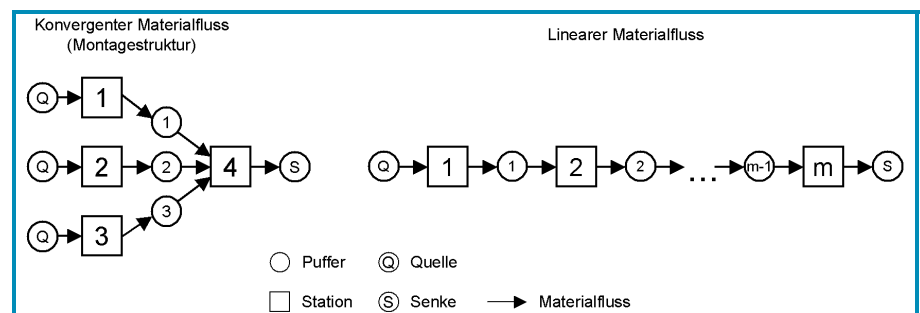 Konvergenter Materialfluss
(Montagestruktur)
Linearer Materialfluss
Q 1 1
Q 2 2 4 S
Q 3 3
Q 1 1 2 2 ... m-1 m S
Puffer
Q Quelle
Station
S Senke
Materialfluss